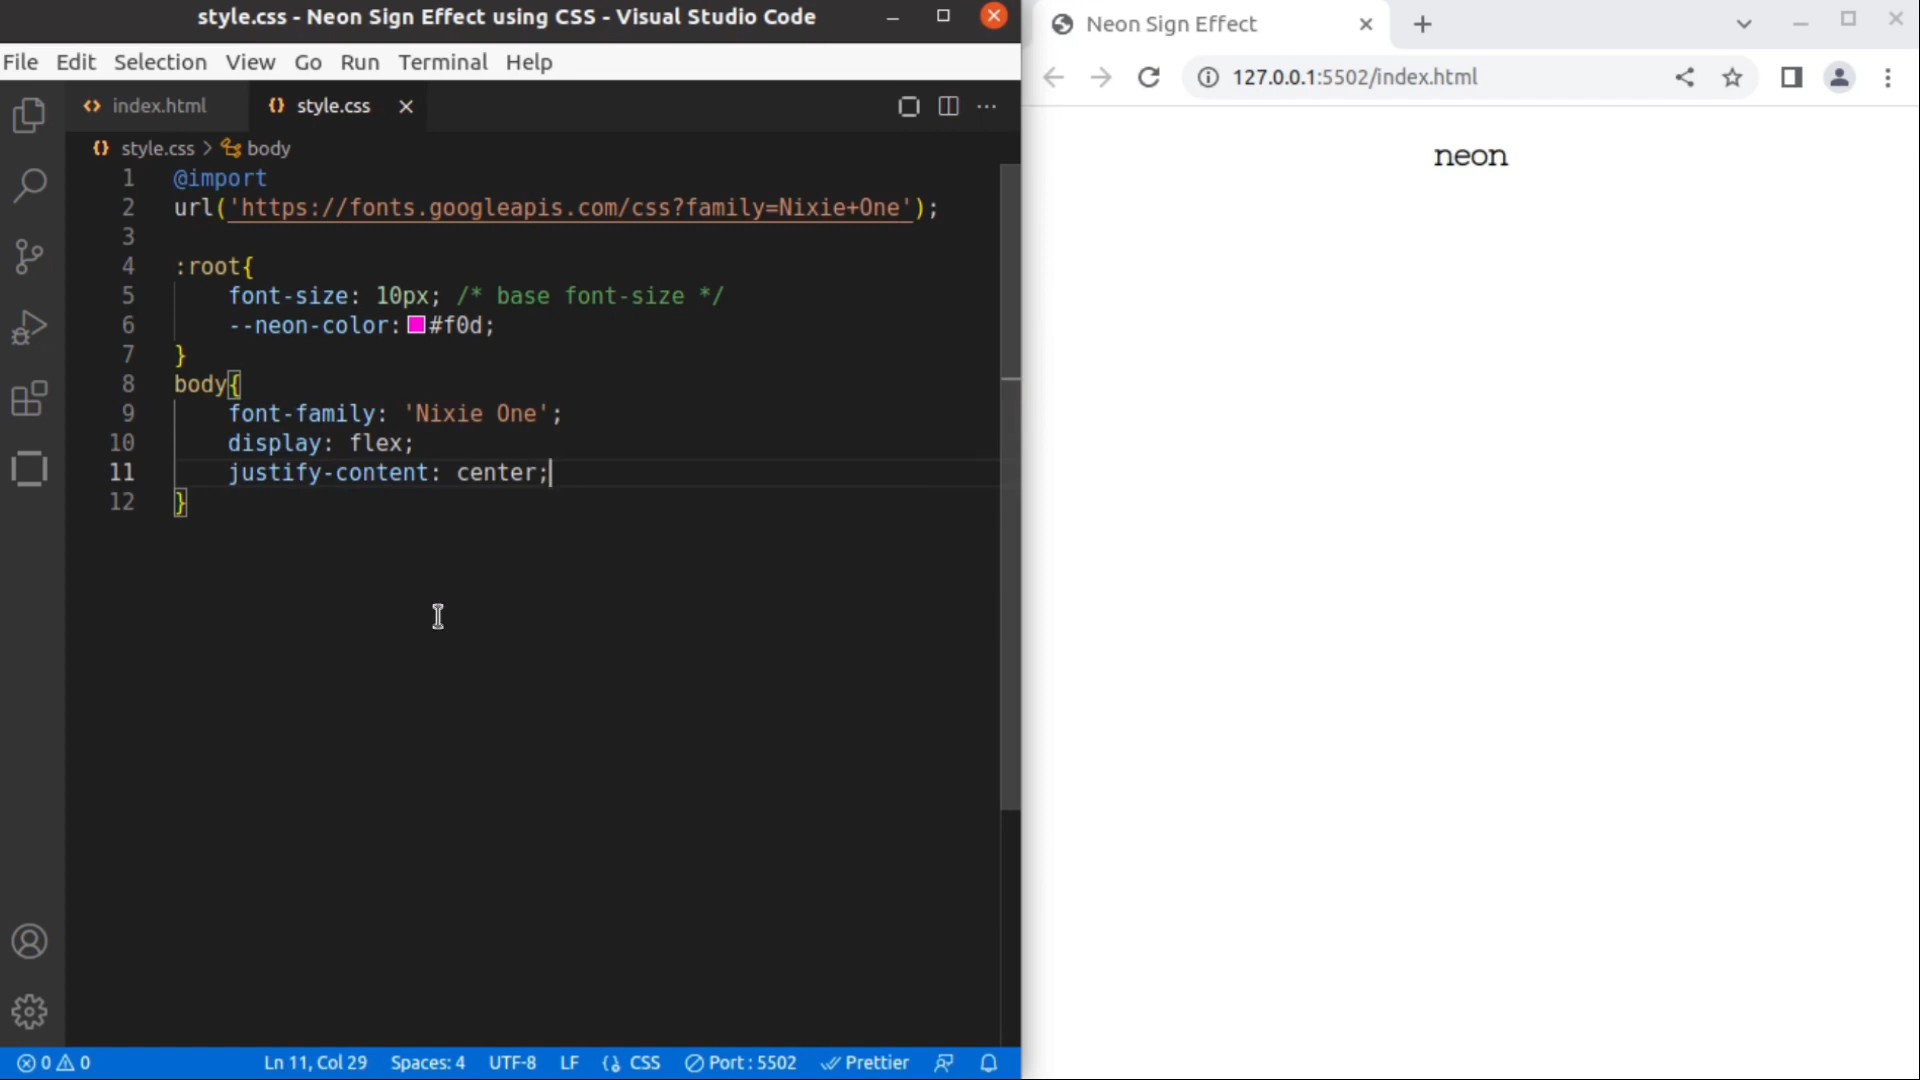 style.css - Neon Sign Effect using CSS - Visual Studio Code
File Edit Selection View Go Run Terminal Help
index.html style.css
style.css > body
1 @import
2 url('https://fonts.googleapis.com/css?family=Nixie+One');
3
4 :root{
5 font-size: 10px; /* base font-size */
6 --neon-color: #f0d;
7 }
8 body{
9 font-family: 'Nixie One';
10 display: flex;
11 justify-content: center;
12 }
0 0 Ln 11, Col 29 Spaces: 4 UTF-8 LF CSS Port : 5502 Prettier
Neon Sign Effect
127.0.0.1:5502/index.html
neon